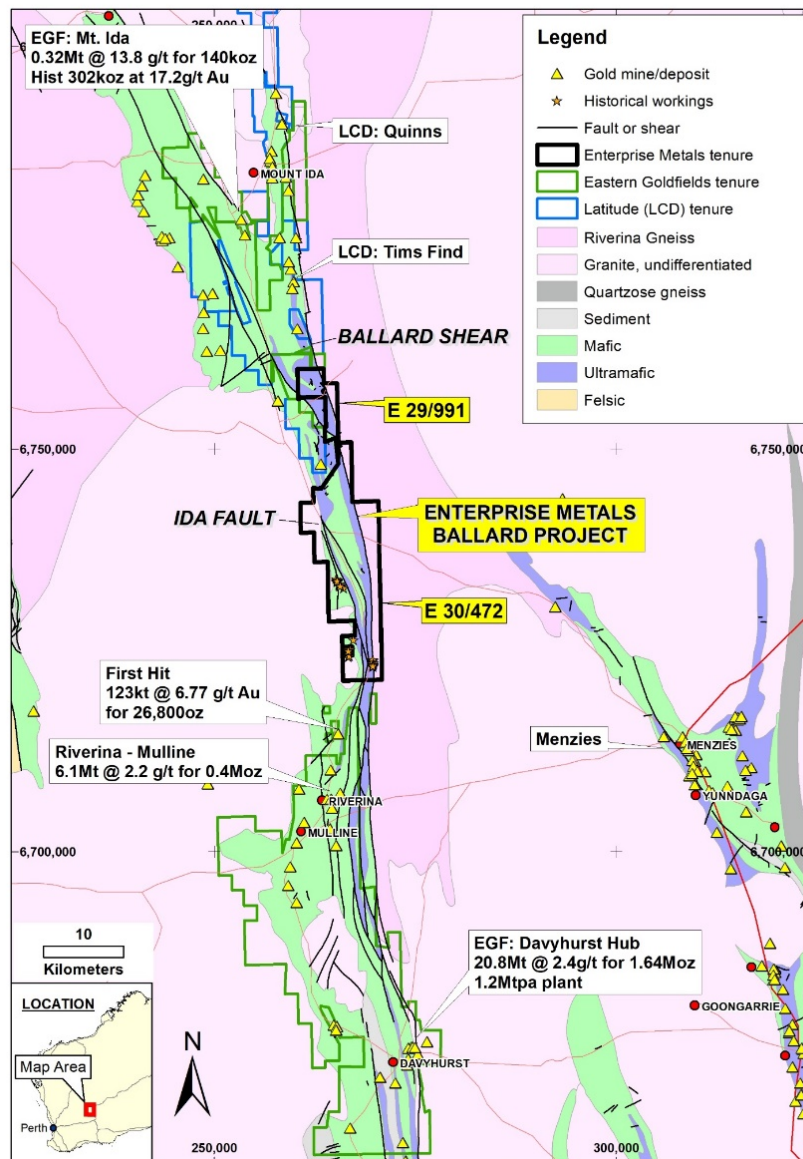 250,000
6,
EGF: Mt. Ida
0.32Mt @ 13.8 g/t for 140koz
Hist 302koz at 17.2g/t Au
LCD: Quinns
MOUNT IDA
LCD: Tims Find
BALLARD SHEAR
E 29/991
6,750,000
6,750,000
IDA FAULT
ENTERPRISE METALS
BALLARD PROJECT
E 30/472
First Hit
123kt @ 6.77 g/t Au
for 26,800oz
Riverina - Mulline
6.1Mt @ 2.2 g/t for 0.4Moz
RIVERINA
MULLINE
Menzies
MENZIES
YUNNDAGA
6,700,000
6,700,000
EGF: Davyhurst Hub
20.8Mt @ 2.4g/t for 1.64Moz
1.2Mtpa plant
GOONGARRIE
DAVYHURST
10
Kilometers
LOCATION
Map Area
Perth
N
250,000
300,000
Legend
Gold mine/deposit
Historical workings
Fault or shear
Enterprise Metals tenure
Eastern Goldfields tenure
Latitude (LCD) tenure
Riverina Gneiss
Granite, undifferentiated
Quartzose gneiss
Sediment
Mafic
Ultramafic
Felsic